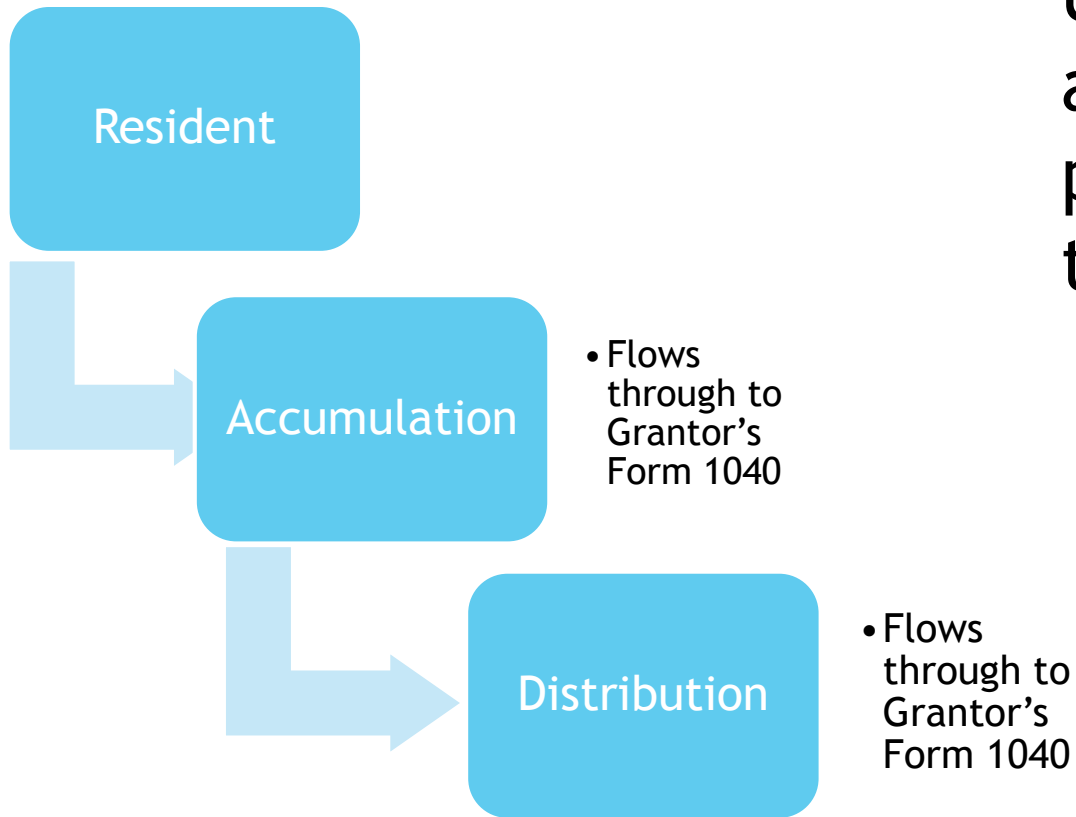 Resident
Accumulation
• Flows
through to
Grantor's
Form 1040
Distribution
• Flows
through to
Grantor's
Form 1040